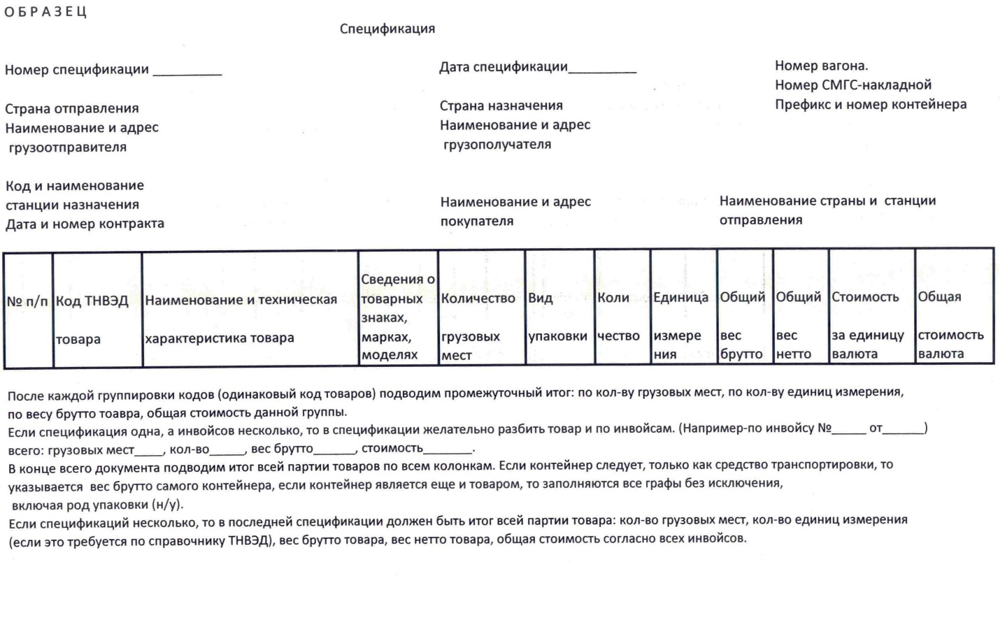 ОБРАЗЕЦ
Спецификация
Номер спецификации __________
Дата спецификации__________
Номер вагона.
Номер СМГС-накладной
Префикс и номер контейнера
Страна отправления
Наименование и адрес
грузоотправителя
Страна назначения
Наименование и адрес
грузополучателя
Код и наименование
станции назначения
Дата и номер контракта
Наименование и адрес
покупателя
Наименование страны и станции
отправления
№ п/п
Код ТНВЭД
товара
Наименование и техническая
характеристика товара
Сведения о
товарных
знаках,
марках,
моделях
Количество
грузовых
мест
Вид
упаковки
Коли
чество
Единица
измере
ния
Общий
вес
брутто
Общий
вес
нетто
Стоимость
за единицу
валюта
Общая
стоимость
валюта
После каждой группировки кодов (одинаковый код товаров) подводим промежуточный итог: по кол-ву грузовых мест, по кол-ву единиц измерения,
по весу брутто тоавра, общая стоимость данной группы.
Если спецификация одна, а инвойсов несколько, то в спецификации желательно разбить товар и по инвойсам. (Например-по инвойсу №_____ от______)
всего: грузовых мест____, кол-во_____, вес брутто______, стоимость_______.
В конце всего документа подводим итог всей партии товаров по всем колонкам. Если контейнер следует, только как средство транспортировки, то
указывается вес брутто самого контейнера, если контейнер является еще и товаром, то заполняются все графы без исключения,
включая род упаковки (н/у).
Если спецификаций несколько, то в последней спецификации должен быть итог всей партии товара: кол-во грузовых мест, кол-во единиц измерения
(если это требуется по справочнику ТНВЭД), вес брутто товара, вес нетто товара, общая стоимость согласно всех инвойсов.